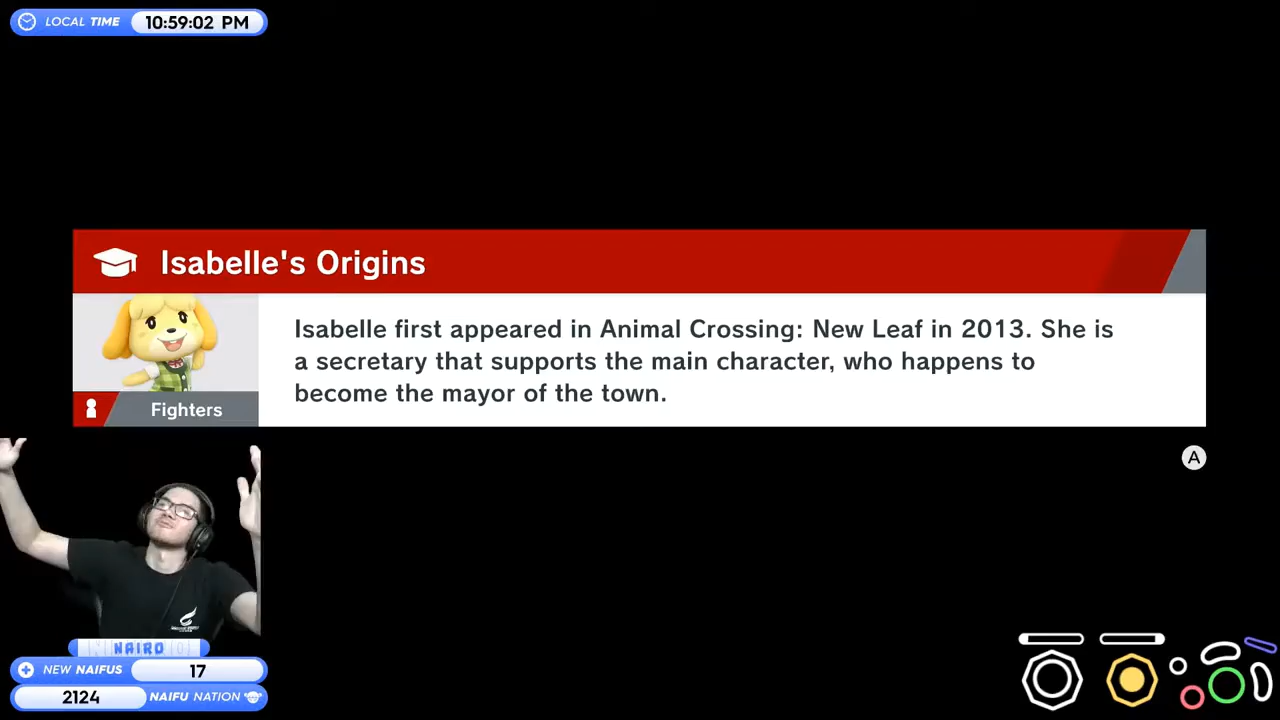 LOCAL TIME 10:59:02 PM
Isabelle's Origins
Isabelle first appeared in Animal Crossing: New Leaf in 2013. She is
a secretary that supports the main character, who happens to
become the mayor of the town.
Fighters
A
NAIRO
NEW NAIFUS 17
2124 NAIFU NATION